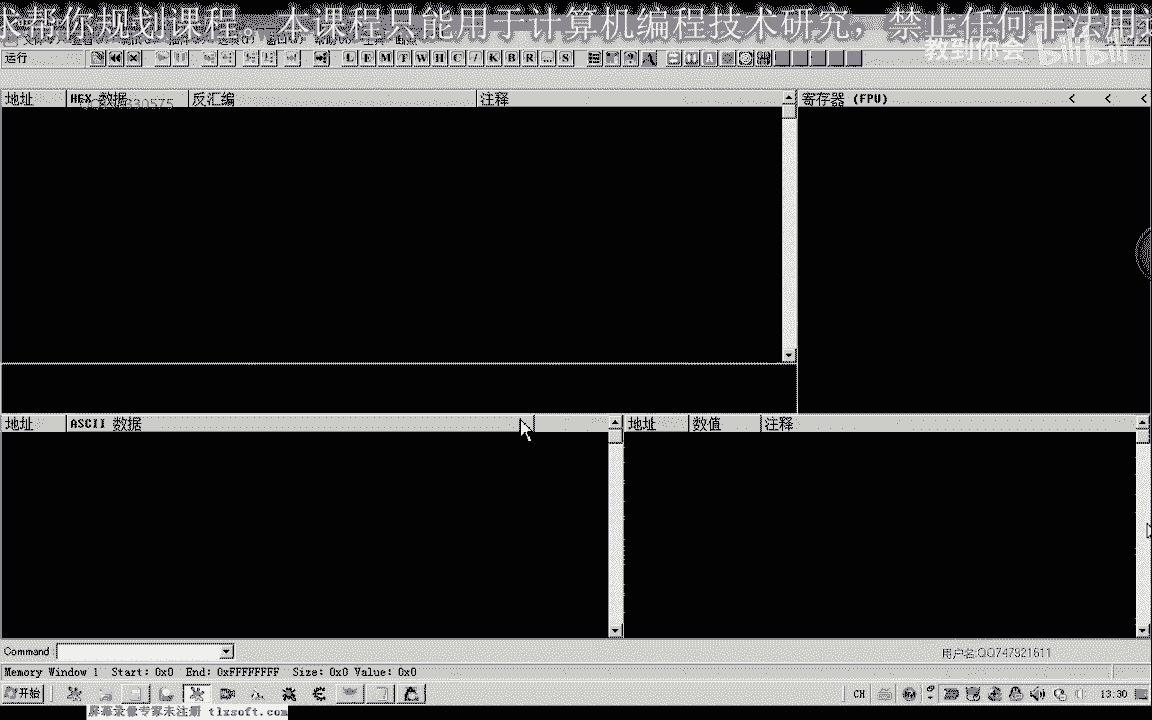 求帮你规划课程。本课程只能用于计算机编程技术研究，禁止任何非法用途
教到你会 bilibili
运行 L E M T W H C / K B R ... S
地址 HEX 数据 反汇编 注释 寄存器 (FPU) < < <
地址 ASCII 数据 地址 数值 注释
Command
用户名:QQ747921611
Memory Window 1 Start: 0x0 End: 0xFFFFFFFF Size: 0x0 Value: 0x0
开始 CH 13:30
屏幕录像专家未注册 tlxsoft.com